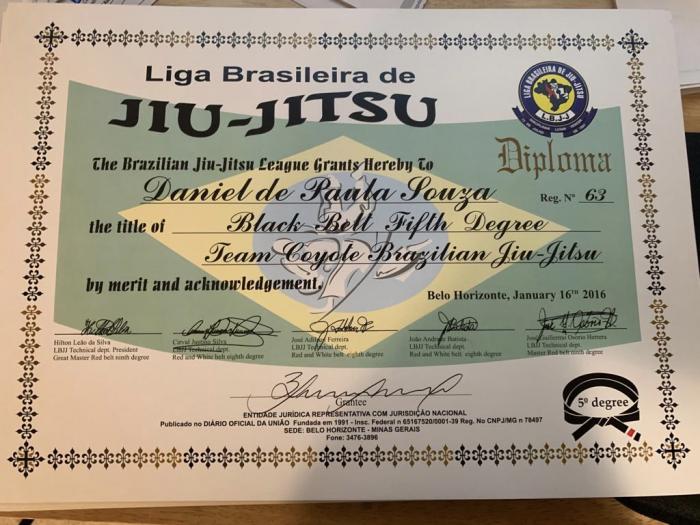 Liga Brasileira de
JIU-JITSU
LIGA BRASILEIRA DE JIU-JITSU
L.B.J.J
Diploma
The Brazilian Jiu-Jitsu League Grants Hereby To
Daniel de Paula Souza
Reg. Nº 63
the title of Black Belt Fifth Degree
Team Coyote Brazilian Jiu-Jitsu
by merit and acknowledgement.
Belo Horizonte, January 16TH 2016
Hilton Leão da Silva
LBJJ Technical dept. President
Great Master Red belt ninth degree
Justino Silva
LBJJ Technical dept.
Red and White belt eighth degree
José Ferreira
LBJJ Technical dept.
Red and White belt eighth degree
João Andrade Batista
LBJJ Technical dept.
Red and White belt eighth degree
José Guilherme Osório Herrera
LBJJ Technical dept.
Master Red belt ninth degree
Grantee
5º degree
ENTIDADE JURÍDICA REPRESENTATIVA COM JURISDIÇÃO NACIONAL
Publicado no DIÁRIO OFICIAL DA UNIÃO Fundada em 1991 - Insc. Federal n 65167520/0001-39 Reg. No CNPJ/MG n 78497
SEDE: BELO HORIZONTE - MINAS GERAIS
Fone: 3476-3896